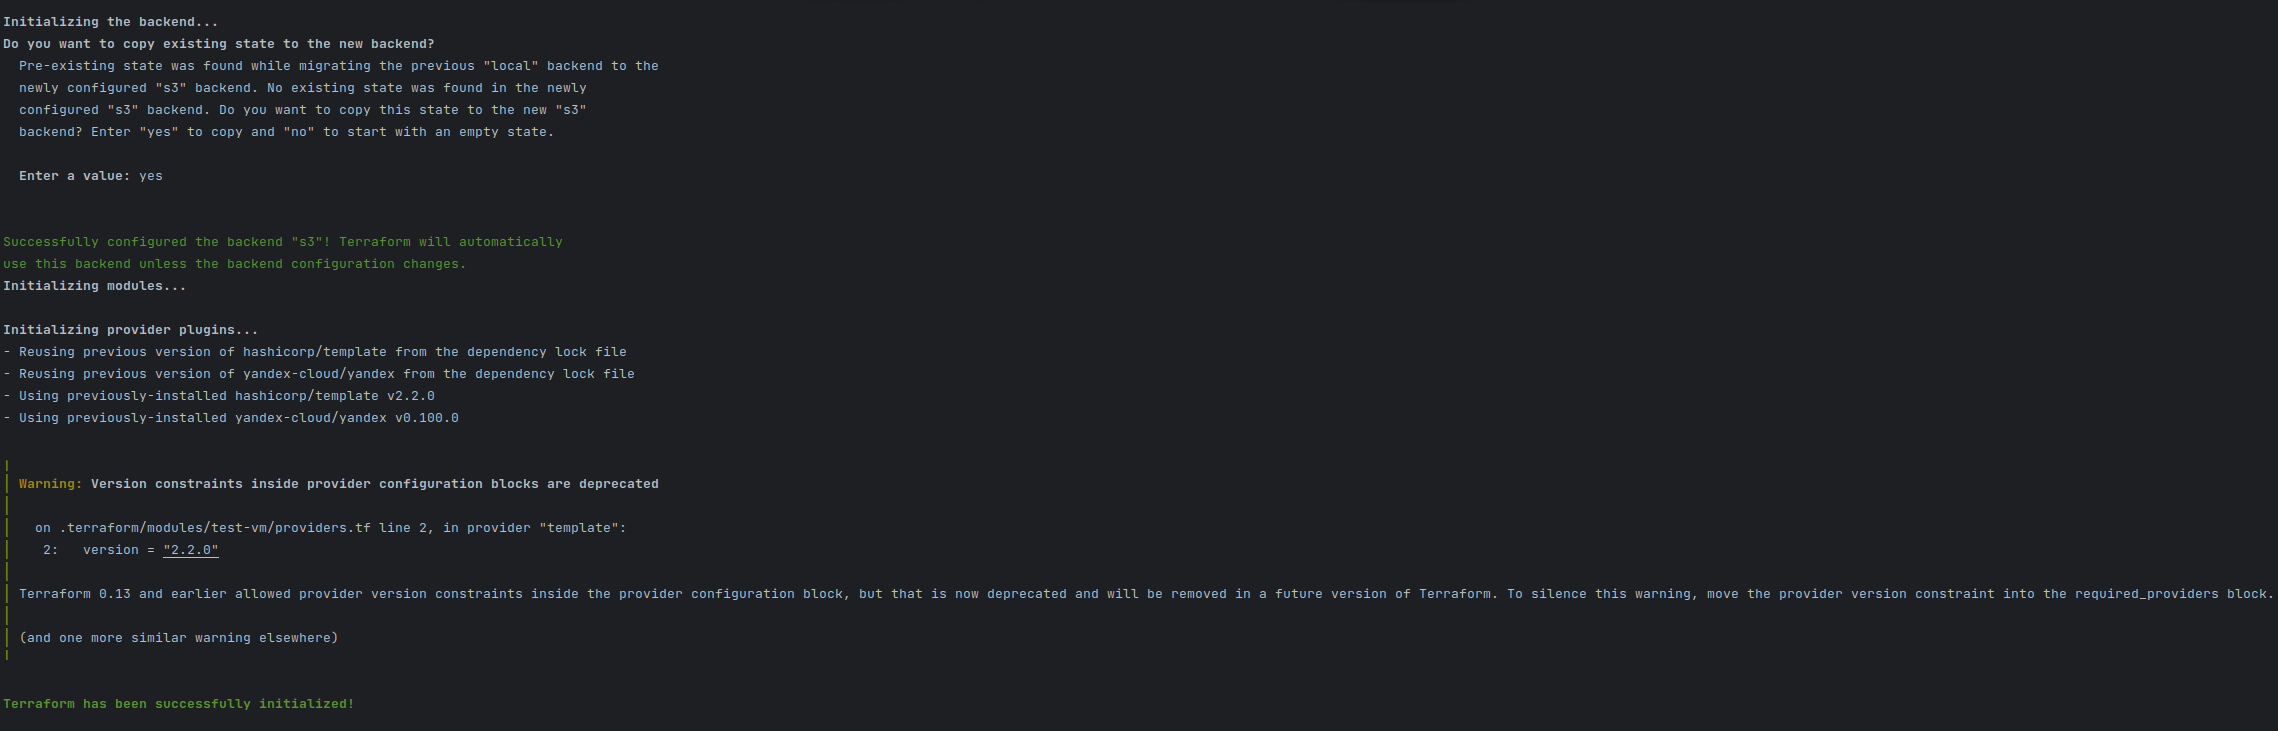 Initializing the backend...
Do you want to copy existing state to the new backend?
  Pre-existing state was found while migrating the previous "local" backend to the
  newly configured "s3" backend. No existing state was found in the newly
  configured "s3" backend. Do you want to copy this state to the new "s3"
  backend? Enter "yes" to copy and "no" to start with an empty state.

  Enter a value: yes

Successfully configured the backend "s3"! Terraform will automatically
use this backend unless the backend configuration changes.
Initializing modules...

Initializing provider plugins...
- Reusing previous version of hashicorp/template from the dependency lock file
- Reusing previous version of yandex-cloud/yandex from the dependency lock file
- Using previously-installed hashicorp/template v2.2.0
- Using previously-installed yandex-cloud/yandex v0.100.0

Warning: Version constraints inside provider configuration blocks are deprecated

  on .terraform/modules/test-vm/providers.tf line 2, in provider "template":
   2:   version = "2.2.0"

Terraform 0.13 and earlier allowed provider version constraints inside the provider configuration block, but that is now deprecated and will be removed in a future version of Terraform. To silence this warning, move the provider version constraint into the required_providers block.

(and one more similar warning elsewhere)

Terraform has been successfully initialized!